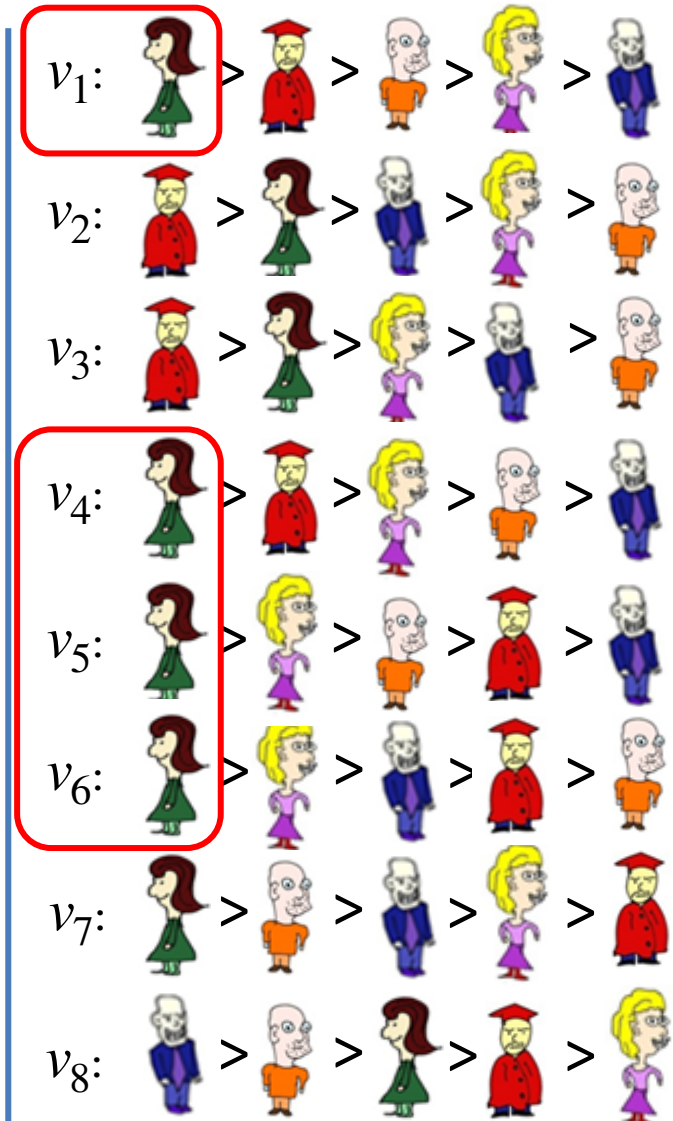 v1: > > > >
v2: > > > >
v3: > > > >
v4: > > > >
v5: > > > >
v6: > > > >
v7: > > > >
v8: > > > >